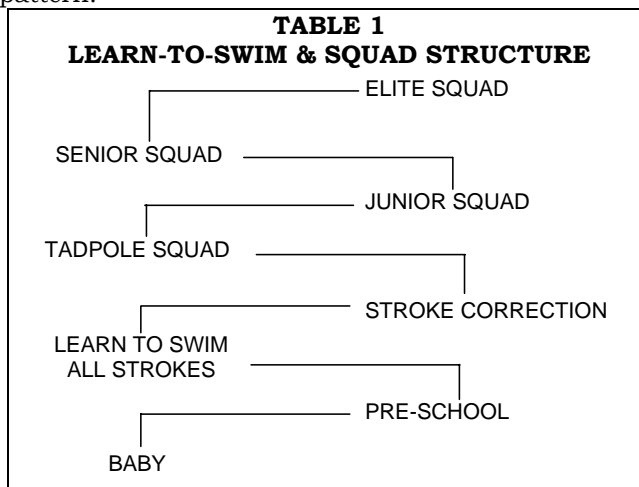 pattern.
TABLE 1
LEARN-TO-SWIM & SQUAD STRUCTURE
ELITE SQUAD
SENIOR SQUAD
JUNIOR SQUAD
TADPOLE SQUAD
STROKE CORRECTION
LEARN TO SWIM
ALL STROKES
PRE-SCHOOL
BABY